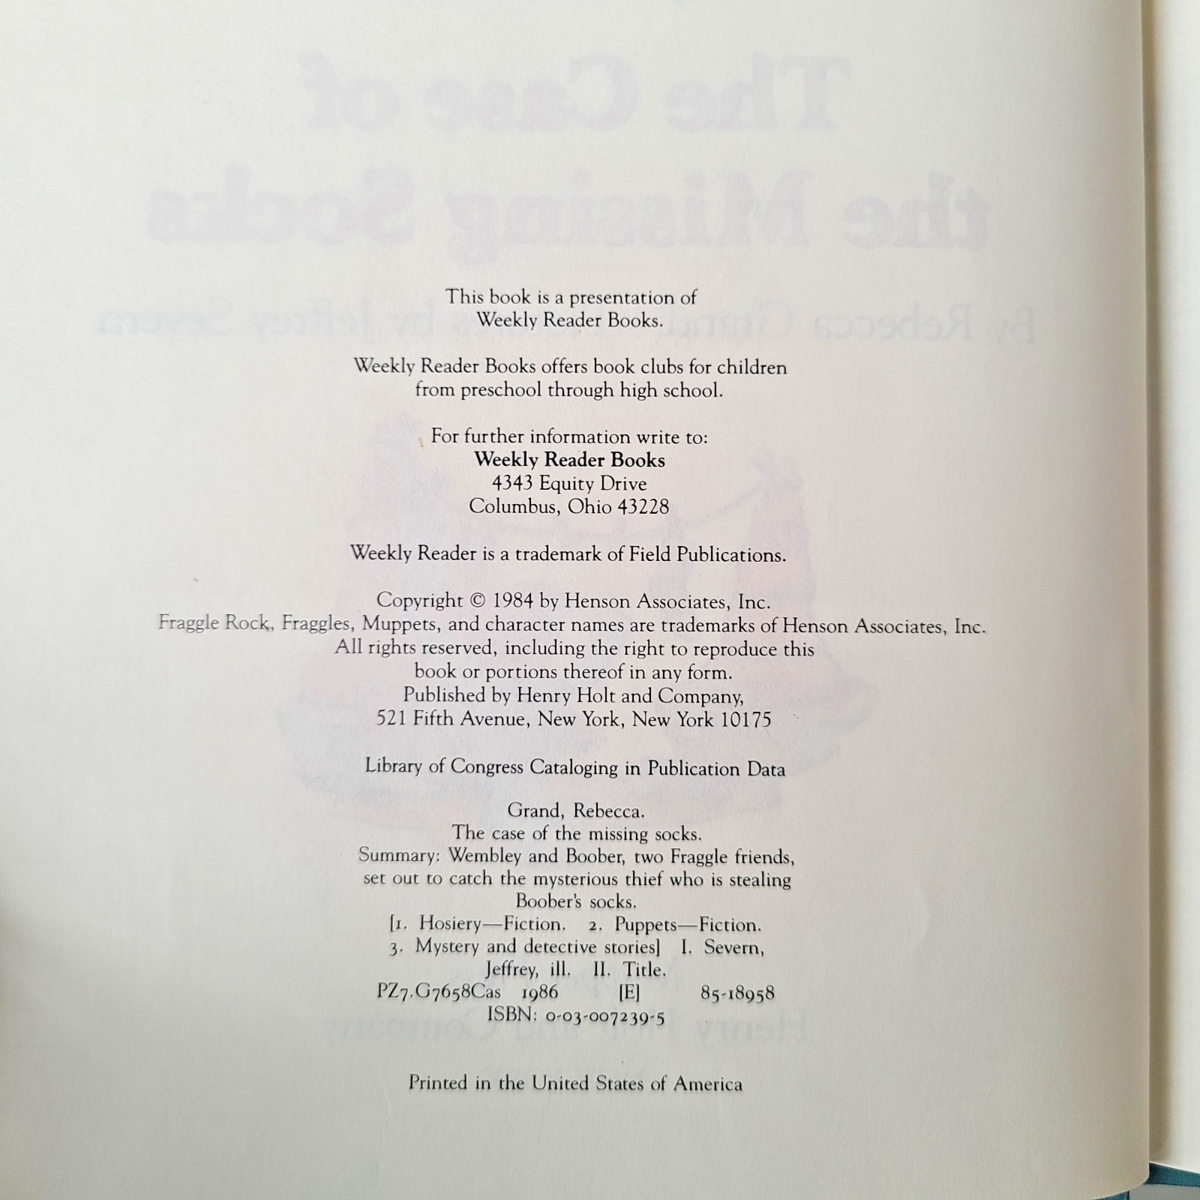 This book is a presentation of
Weekly Reader Books.
Weekly Reader Books offers book clubs for children
from preschool through high school.
For further information write to:
Weekly Reader Books
4343 Equity Drive
Columbus, Ohio 43228
Weekly Reader is a trademark of Field Publications.
Copyright © 1984 by Henson Associates, Inc.
Fraggle Rock, Fraggles, Muppets, and character names are trademarks of Henson Associates, Inc.
All rights reserved, including the right to reproduce this
book or portions thereof in any form.
Published by Henry Holt and Company,
521 Fifth Avenue, New York, New York 10175
Library of Congress Cataloging in Publication Data
Grand, Rebecca.
The case of the missing socks.
Summary: Wembley and Boober, two Fraggle friends,
set out to catch the mysterious thief who is stealing
Boober's socks.
[1. Hosiery—Fiction. 2. Puppets—Fiction.
3. Mystery and detective stories] I. Severn,
Jeffrey, ill. II. Title.
PZ7.G7658Cas 1986 [E] 85-18958
ISBN: 0-03-007239-5
Printed in the United States of America